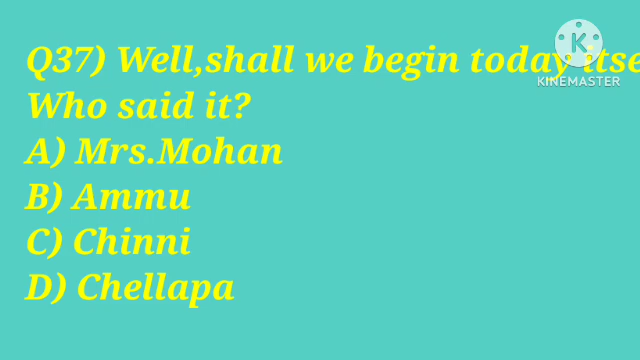 Q37) Well,shall we begin today
Who said it?
A) Mrs.Mohan
B) Ammu
C) Chinni
D) Chellapa
K
KINEMASTER